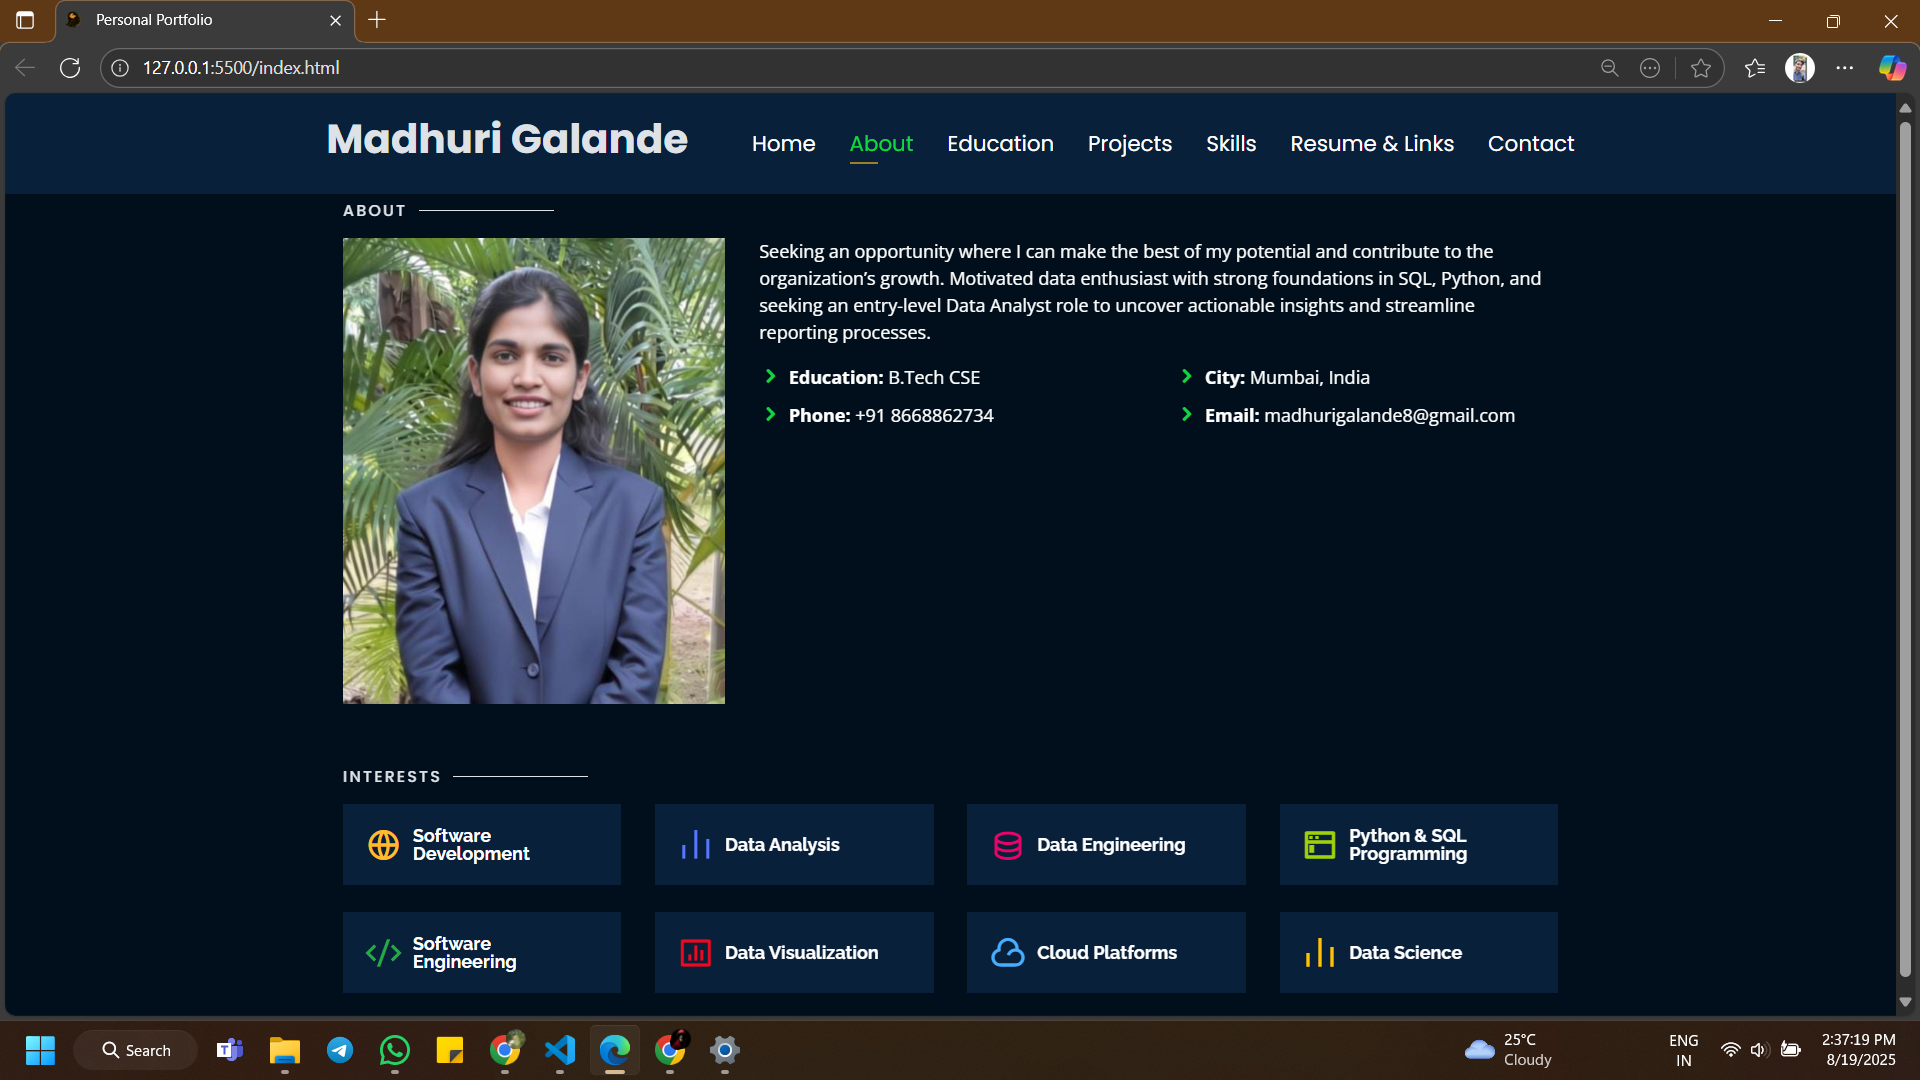 Personal Portfolio
127.0.0.1:5500/index.html
Madhuri Galande
Home About Education Projects Skills Resume & Links Contact
ABOUT
Seeking an opportunity where I can make the best of my potential and contribute to the
organization’s growth. Motivated data enthusiast with strong foundations in SQL, Python, and
seeking an entry-level Data Analyst role to uncover actionable insights and streamline
reporting processes.
Education: B.Tech CSE
City: Mumbai, India
Phone: +91 8668862734
Email: madhurigalande8@gmail.com
INTERESTS
Software
Development
Data Analysis
Data Engineering
Python & SQL
Programming
Software
Engineering
Data Visualization
Cloud Platforms
Data Science
Search
25°C
Cloudy
ENG
IN
2:37:19 PM
8/19/2025